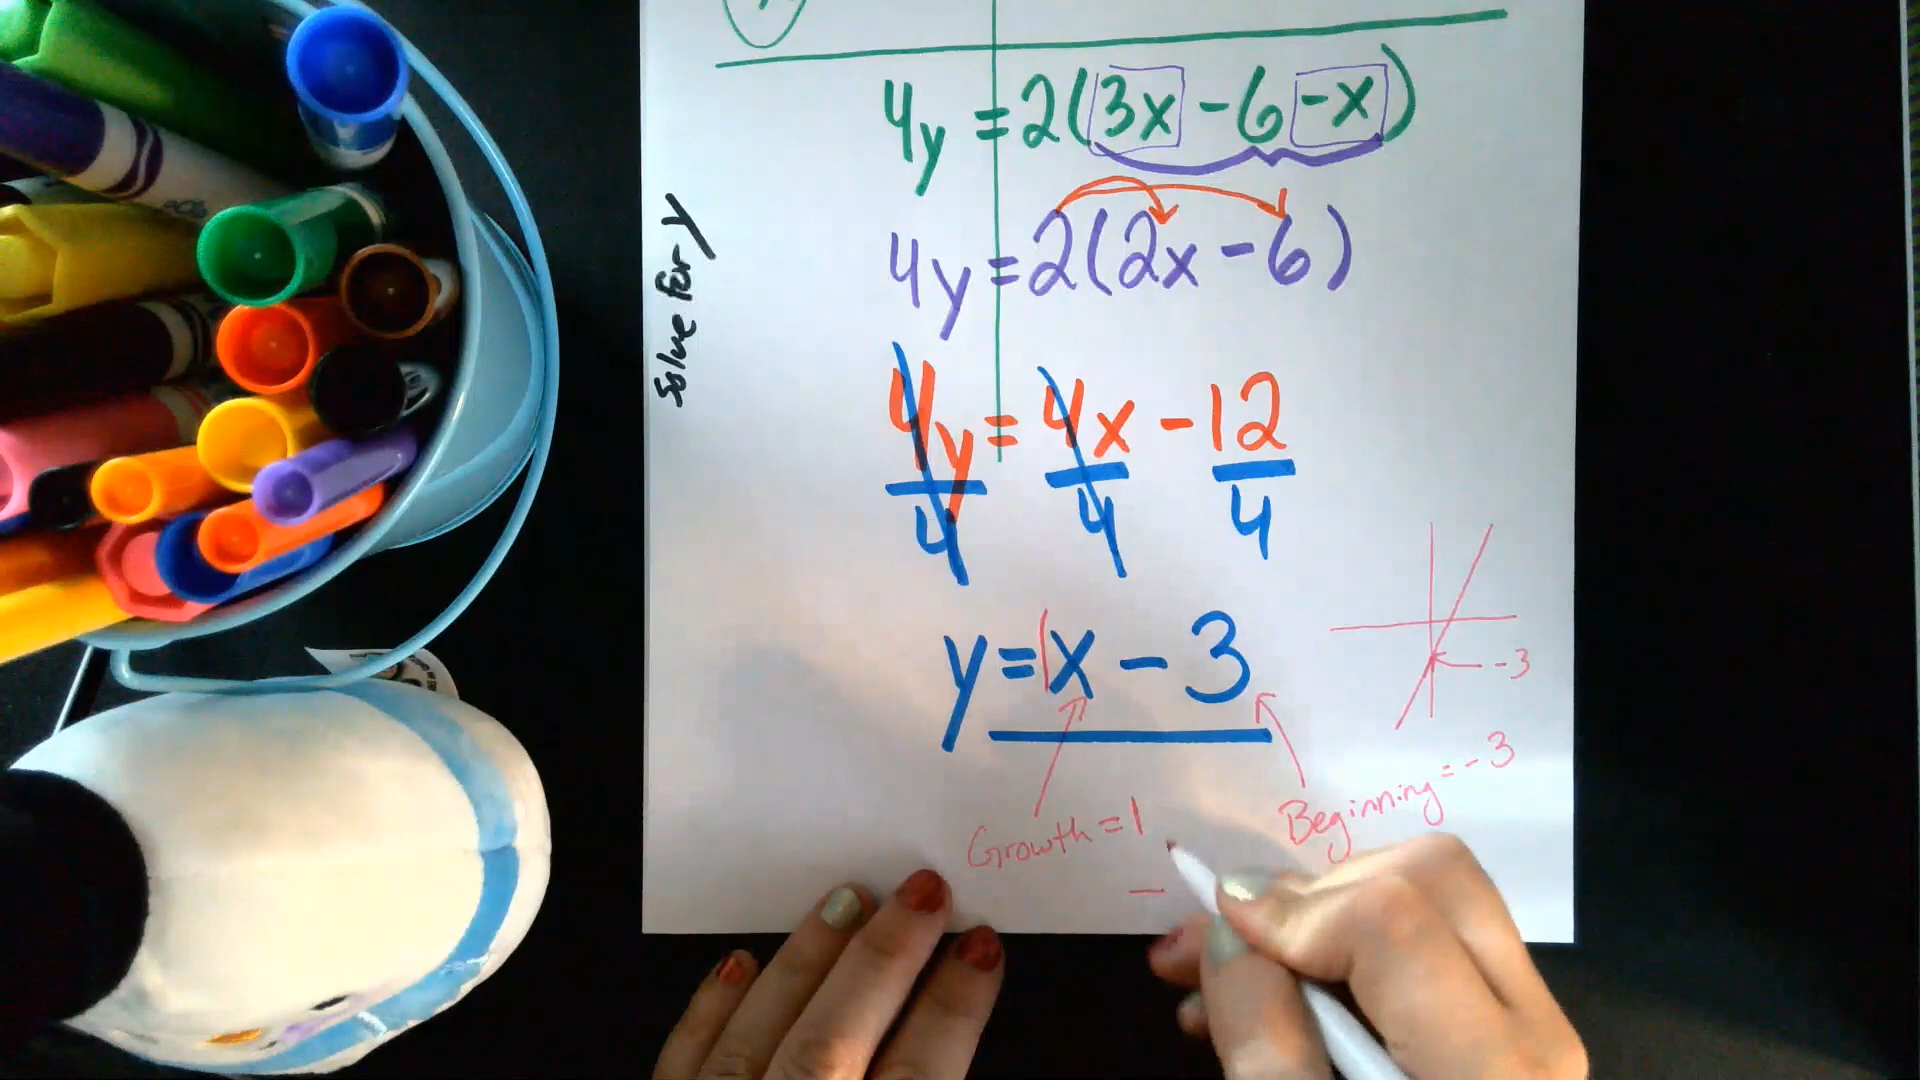 4y = 2(3x - 6 - x)
4y = 2(2x - 6)
Solve for y
4y = 4x - 12
4 4 4
y = 1x - 3
-3
Growth = 1
Beginning = -3